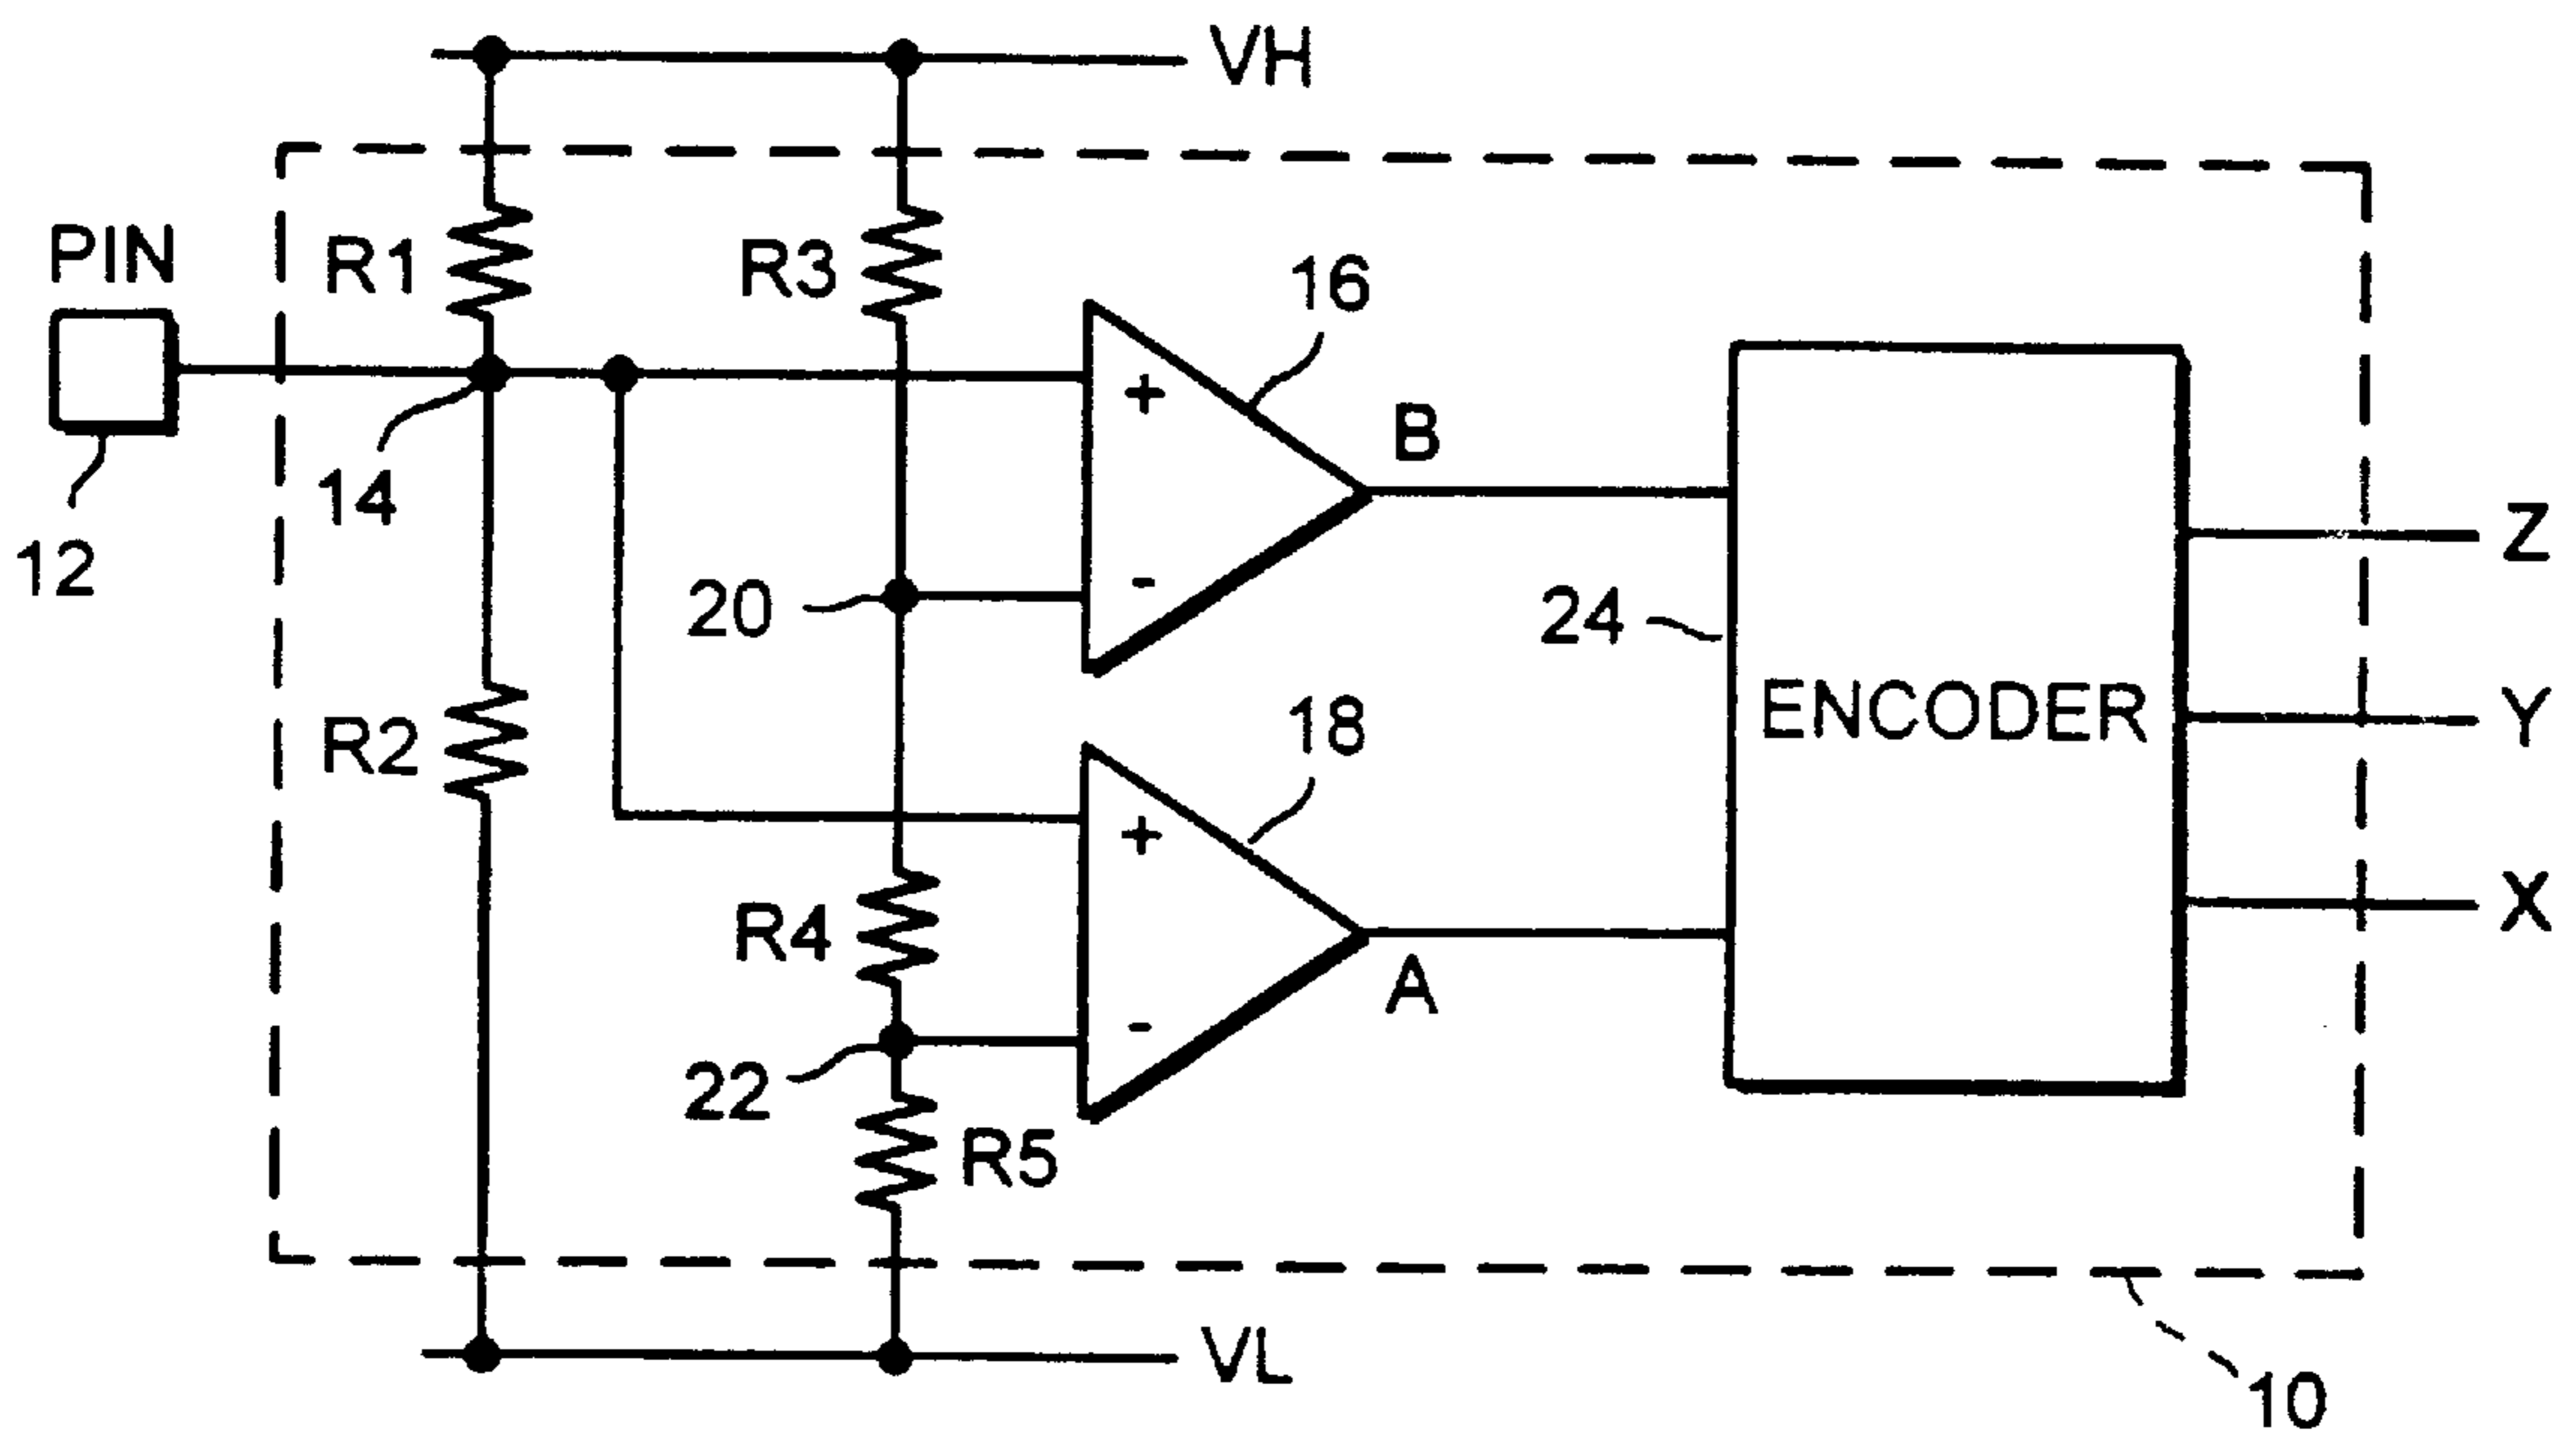 VH
PIN
R1
R3
16
B
14
12
20
Z
24
ENCODER
Y
R2
18
R4
X
A
22
R5
VL
10
+
-
+
-